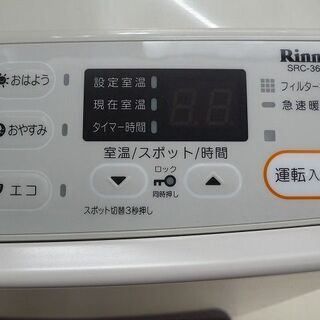 Rinn
SRC-36
おはよう
おやすみ
エコ
設定室温
現在室温
タイマー時間
88
フィルター
急速暖
室温/スポット/時間
ロック
同時押し
スポット切替3秒押し
運転入